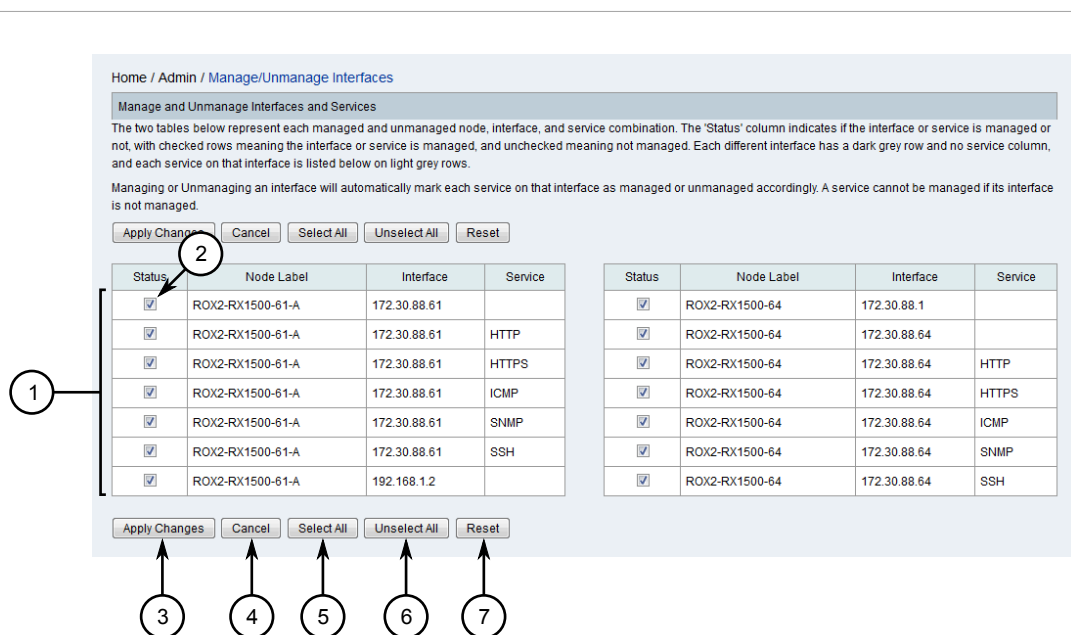 Home / Admin / Manage/Unmanage Interfaces
Manage and Unmanage Interfaces and Services
The two tables below represent each managed and unmanaged node, interface, and service combination. The 'Status' column indicates if the interface or service is managed or
not, with checked rows meaning the interface or service is managed, and unchecked meaning not managed. Each different interface has a dark grey row and no service column,
and each service on that interface is listed below on light grey rows.
Managing or Unmanaging an interface will automatically mark each service on that interface as managed or unmanaged accordingly. A service cannot be managed if its interface
is not managed.
Apply Changes Cancel Select All Unselect All Reset
2
Status Node Label Interface Service Status Node Label Interface Service
ROX2-RX1500-61-A 172.30.88.61 ROX2-RX1500-64 172.30.88.1
ROX2-RX1500-61-A 172.30.88.61 HTTP ROX2-RX1500-64 172.30.88.64
ROX2-RX1500-61-A 172.30.88.61 HTTPS ROX2-RX1500-64 172.30.88.64 HTTP
1 ROX2-RX1500-61-A 172.30.88.61 ICMP ROX2-RX1500-64 172.30.88.64 HTTPS
ROX2-RX1500-61-A 172.30.88.61 SNMP ROX2-RX1500-64 172.30.88.64 ICMP
ROX2-RX1500-61-A 172.30.88.61 SSH ROX2-RX1500-64 172.30.88.64 SNMP
ROX2-RX1500-61-A 192.168.1.2 ROX2-RX1500-64 172.30.88.64 SSH
Apply Changes Cancel Select All Unselect All Reset
3 4 5 6 7